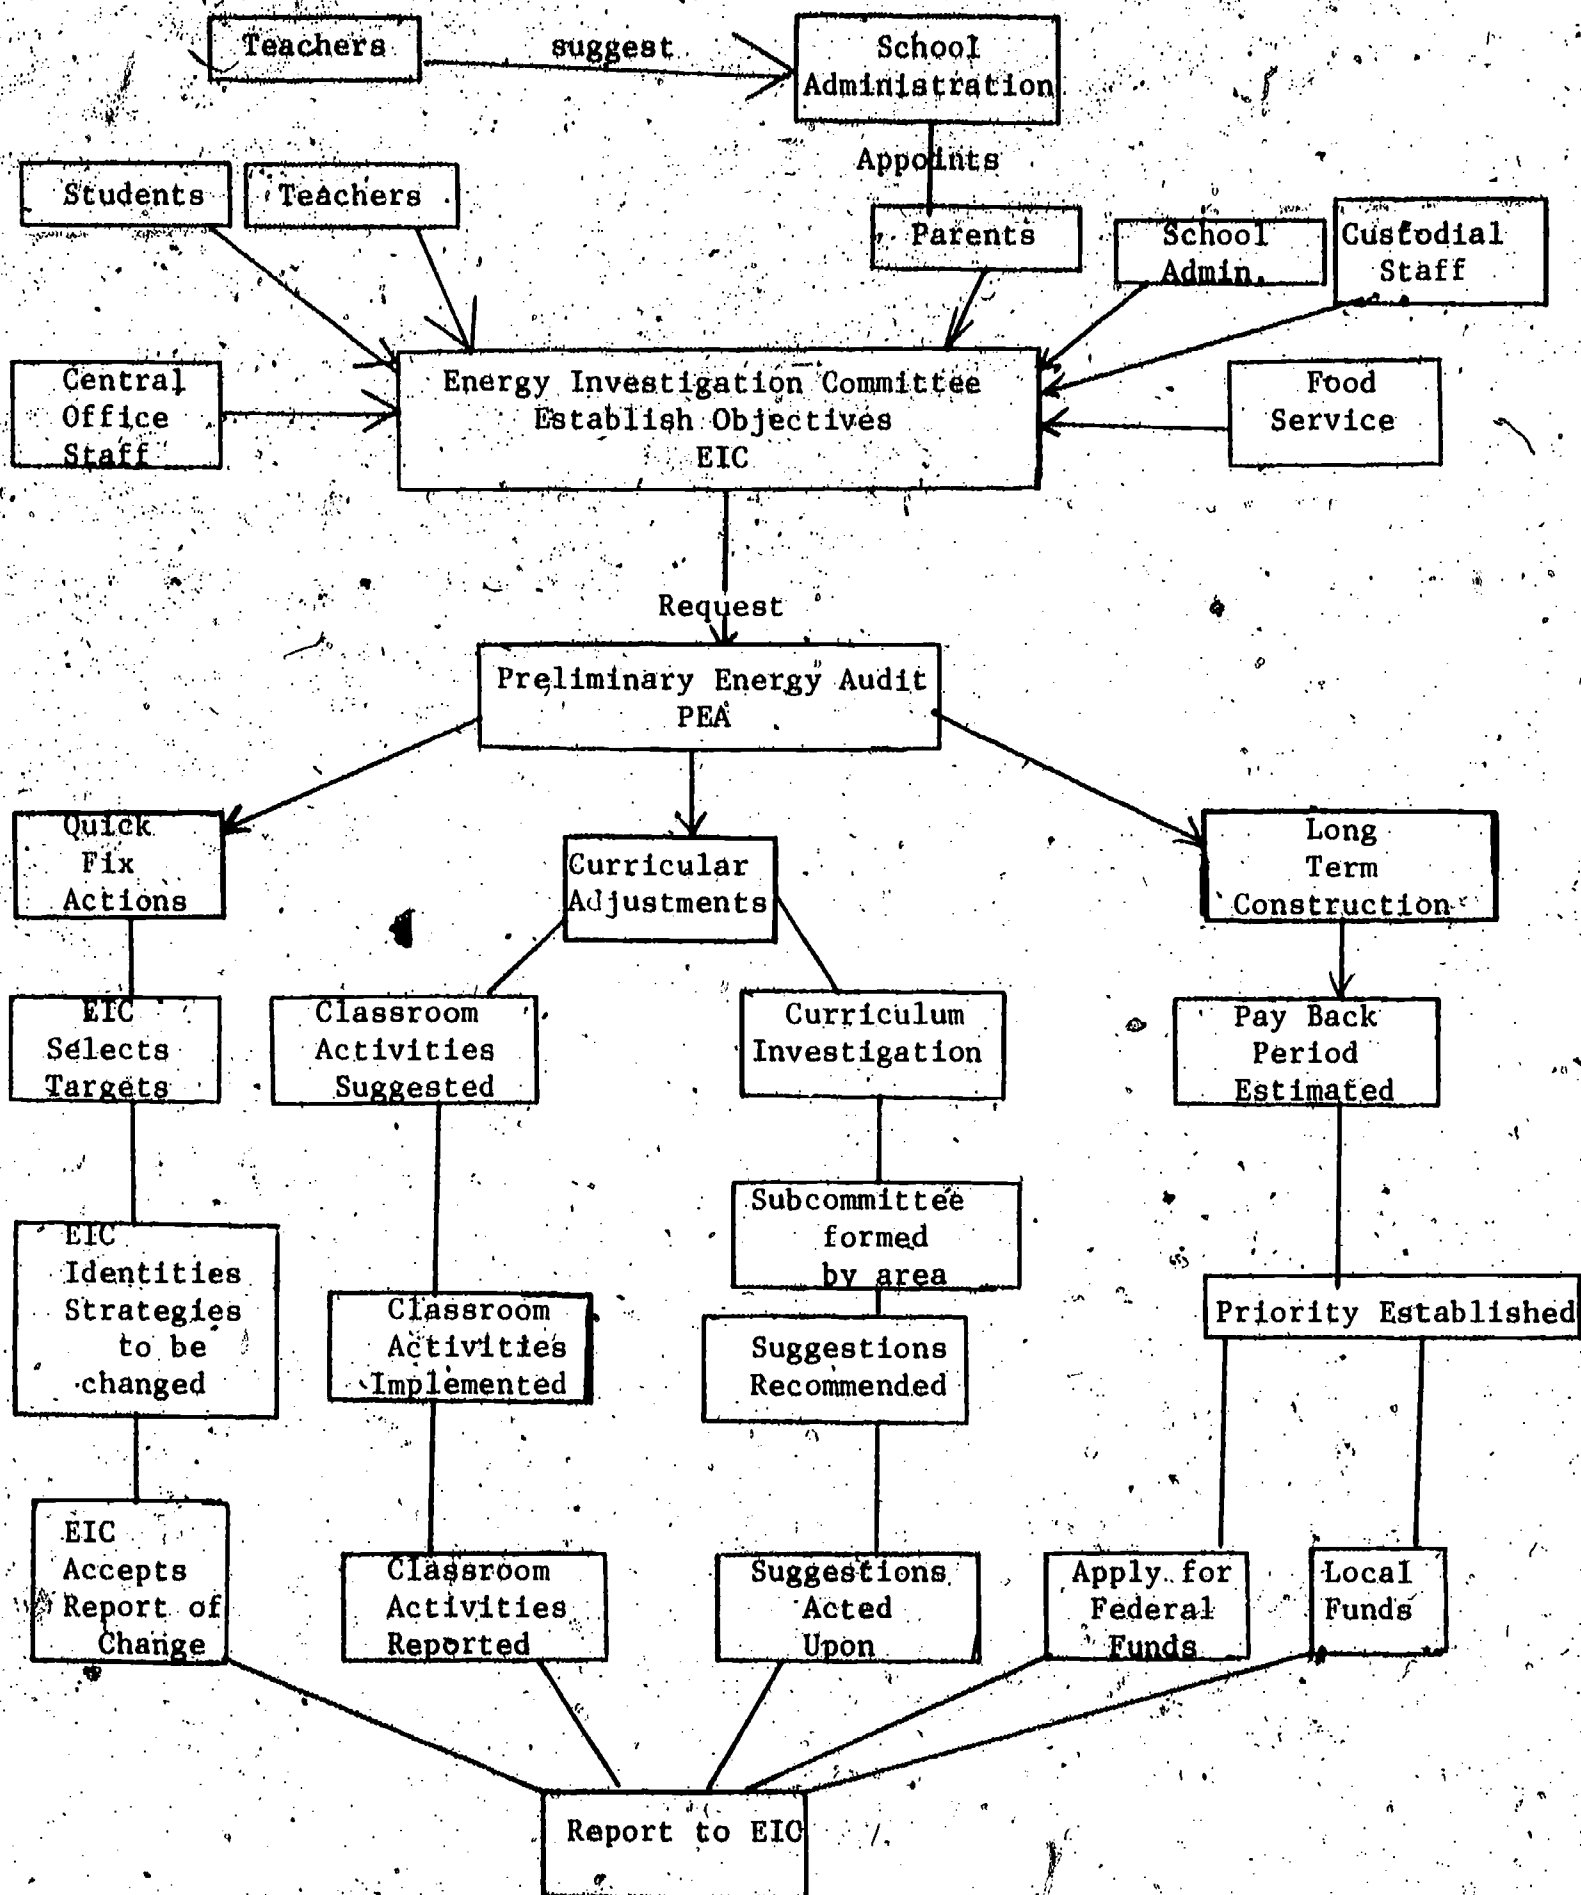 Teachers
suggest
School
Administration
Appoints
Students
Teachers
Parents
School
Admin.
Custodial
Staff
Central
Office
Staff
Energy Investigation Committee
Establish Objectives
EIC
Food
Service
Request
Preliminary Energy Audit
PEA
Quick
Fix
Actions
Curricular
Adjustments
Long
Term
Construction
EIC
Selects
Targets
Classroom
Activities
Suggested
Curriculum
Investigation
Pay Back
Period
Estimated
EIC
Identities
Strategies
to be
changed
Classroom
Activities
Implemented
Subcommittee
formed
by area
Suggestions
Recommended
Priority Established
EIC
Accepts
Report of
Change
Classroom
Activities
Reported
Suggestions
Acted
Upon
Apply for
Federal
Funds
Local
Funds
Report to EIC